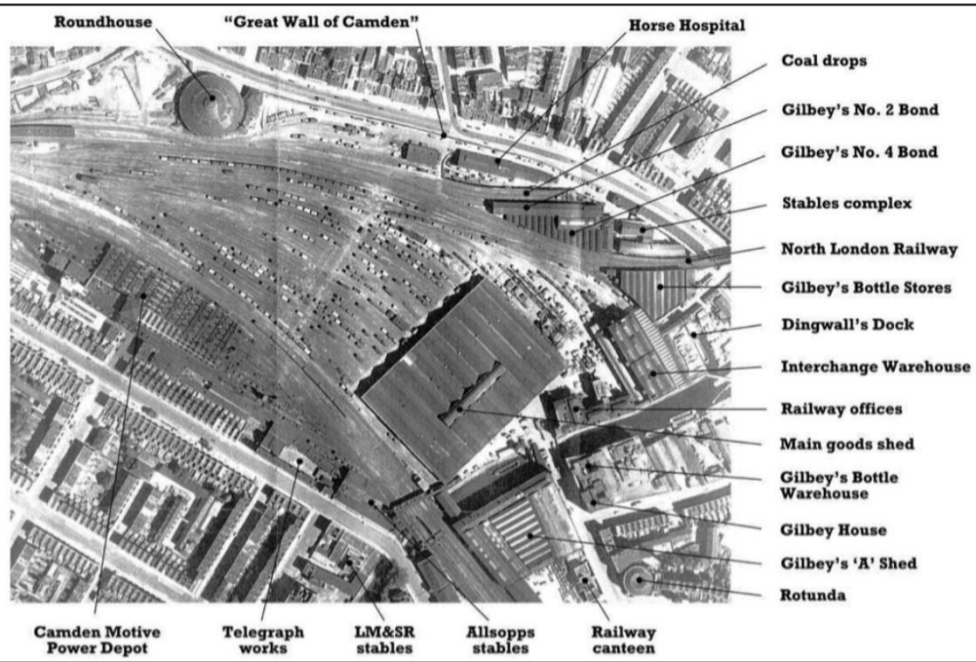 Roundhouse
“Great Wall of Camden”
Horse Hospital
Coal drops
Gilbey’s No. 2 Bond
Gilbey’s No. 4 Bond
Stables complex
North London Railway
Gilbey’s Bottle Stores
Dingwall’s Dock
Interchange Warehouse
Railway offices
Main goods shed
Gilbey’s Bottle
Warehouse
Gilbey House
Gilbey’s ‘A’ Shed
Rotunda
Camden Motive
Power Depot
Telegraph
works
LM&SR
stables
Allsopps
stables
Railway
canteen